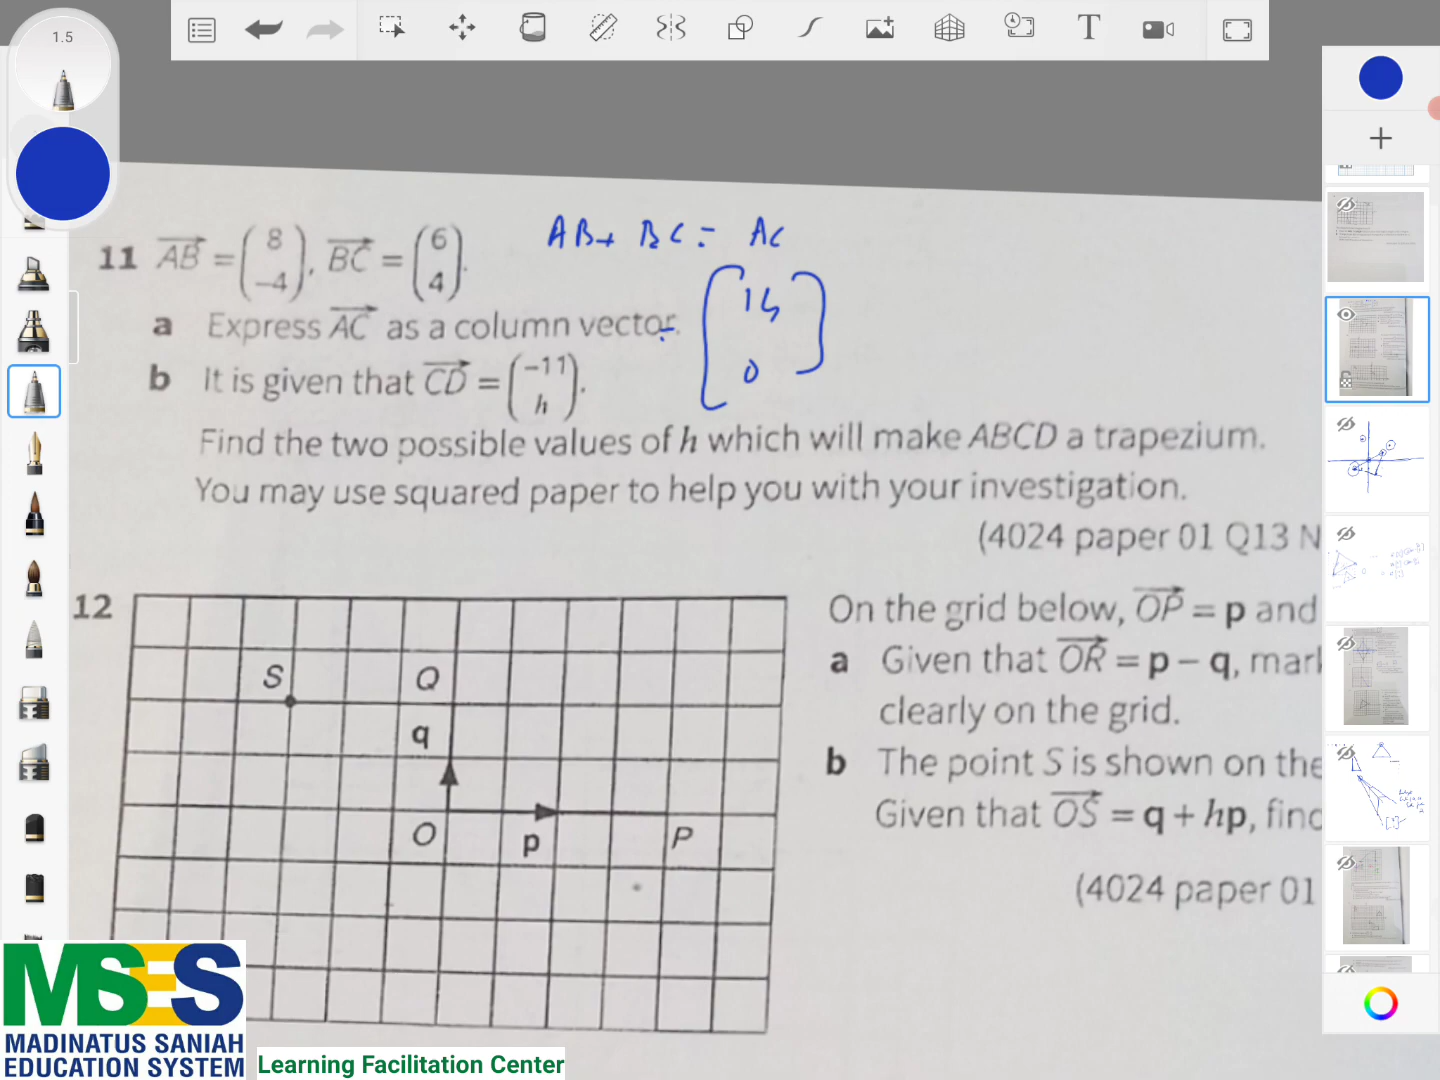 1.5
AB + BC = AC
11 AB = (8 -4), BC = (6 4).
a Express AC as a column vector. = [14 0]
b It is given that CD = (-11 h).
Find the two possible values of h which will make ABCD a trapezium.
You may use squared paper to help you with your investigation.
(4024 paper 01 Q13 N
12
S
Q
q
O
p
P
On the grid below, OP = p and
a Given that OR = p − q, mark
clearly on the grid.
b The point S is shown on the
Given that OS = q + hp, find
(4024 paper 01
MSES
MADINATUS SANIAH
EDUCATION SYSTEM
Learning Facilitation Center